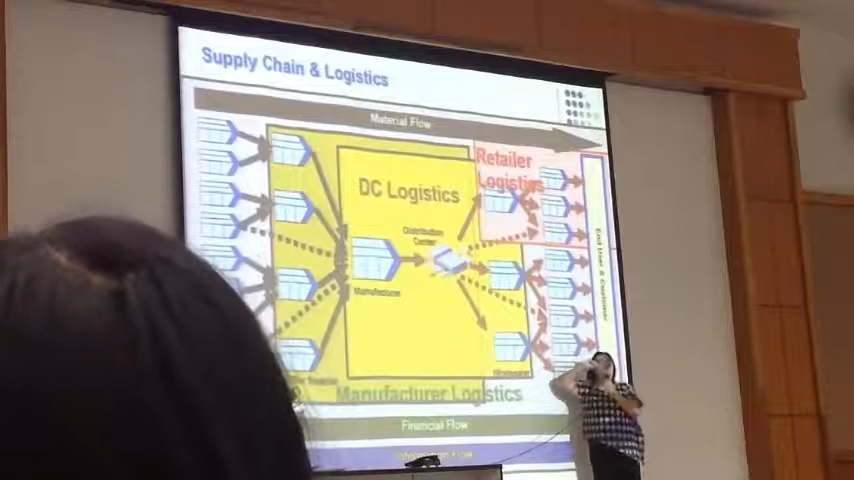 Supply Chain & Logistics
Material Flow
Retailer
Logistics
DC Logistics
Distribution
Center
Manufacturer
End User & Customer
Manufacturer Logistics
Financial Flow